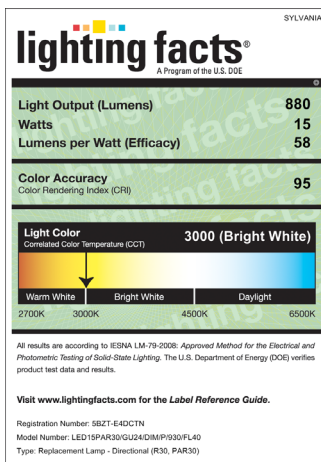 SYLVANIA
lighting facts®
A Program of the U.S. DOE
Light Output (Lumens) 880
Watts 15
Lumens per Watt (Efficacy) 58
Color Accuracy 95
Color Rendering Index (CRI)
Light Color 3000 (Bright White)
Correlated Color Temperature (CCT)
Warm White Bright White Daylight
2700K 3000K 4500K 6500K
All results are according to IESNA LM-79-2008: Approved Method for the Electrical and
Photometric Testing of Solid-State Lighting. The U.S. Department of Energy (DOE) verifies
product test data and results.
Visit www.lightingfacts.com for the Label Reference Guide.
Registration Number: 5BZT-E4DCTN
Model Number: LED15PAR30/GU24/DIM/P/930/FL40
Type: Replacement Lamp - Directional (R30, PAR30)